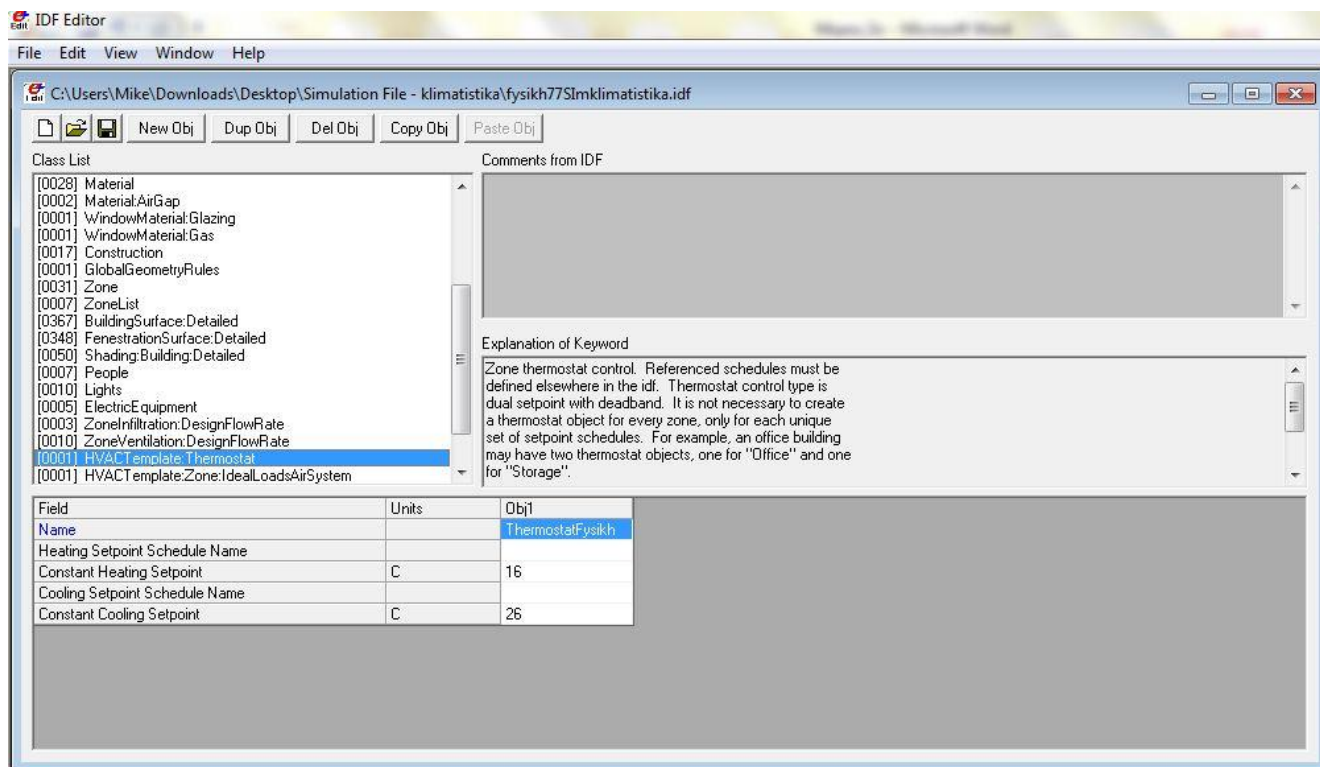 IDF Editor
File Edit View Window Help
C:\Users\Mike\Downloads\Desktop\Simulation File - klimatistika\fysikh77SImklimatistika.idf
New Obj Dup Obj Del Obj Copy Obj Paste Obj
Class List
[0028] Material
[0002] Material:AirGap
[0001] WindowMaterial:Glazing
[0001] WindowMaterial:Gas
[0017] Construction
[0001] GlobalGeometryRules
[0031] Zone
[0007] ZoneList
[0367] BuildingSurface:Detailed
[0348] FenestrationSurface:Detailed
[0050] Shading:Building:Detailed
[0007] People
[0010] Lights
[0005] ElectricEquipment
[0003] ZoneInfiltration:DesignFlowRate
[0010] ZoneVentilation:DesignFlowRate
[0001] HVACTemplate:Thermostat
[0001] HVACTemplate:Zone:IdealLoadsAirSystem
Comments from IDF
Explanation of Keyword
Zone thermostat control. Referenced schedules must be
defined elsewhere in the idf. Thermostat control type is
dual setpoint with deadband. It is not necessary to create
a thermostat object for every zone, only for each unique
set of setpoint schedules. For example, an office building
may have two thermostat objects, one for "Office" and one
for "Storage".
Field Units Obj1
Name ThermostatFysikh
Heating Setpoint Schedule Name
Constant Heating Setpoint C 16
Cooling Setpoint Schedule Name
Constant Cooling Setpoint C 26